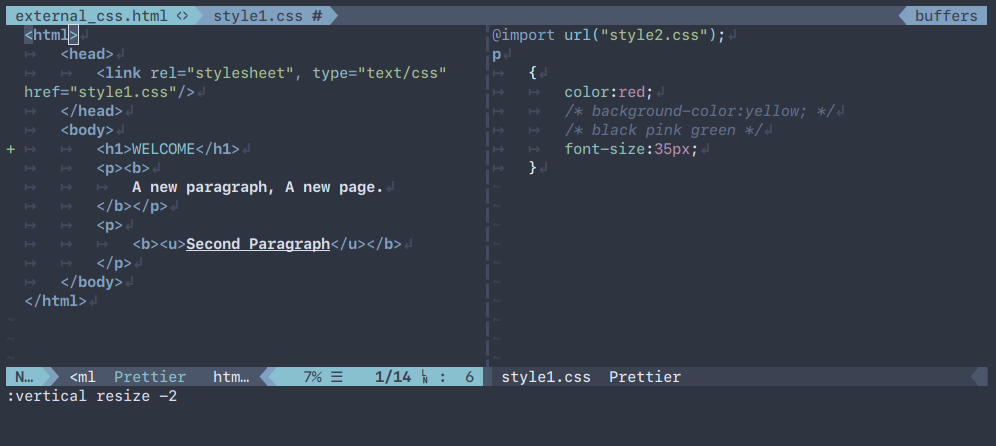 external_css.html <> style1.css # buffers
<html>
<head>
<link rel="stylesheet", type="text/css"
href="style1.css"/>
</head>
<body>
+ <h1>WELCOME</h1>
<p><b>
A new paragraph, A new page.
</b></p>
<p>
<b><u>Second Paragraph</u></b>
</p>
</body>
</html>
~
~
~
@import url("style2.css");
p
{
color:red;
/* background-color:yellow; */
/* black pink green */
font-size:35px;
}
~
~
~
~
~
~
~
~
~
~
N… <ml Prettier htm… 7% ☰ 1/14 LN : 6
style1.css Prettier
:vertical resize -2